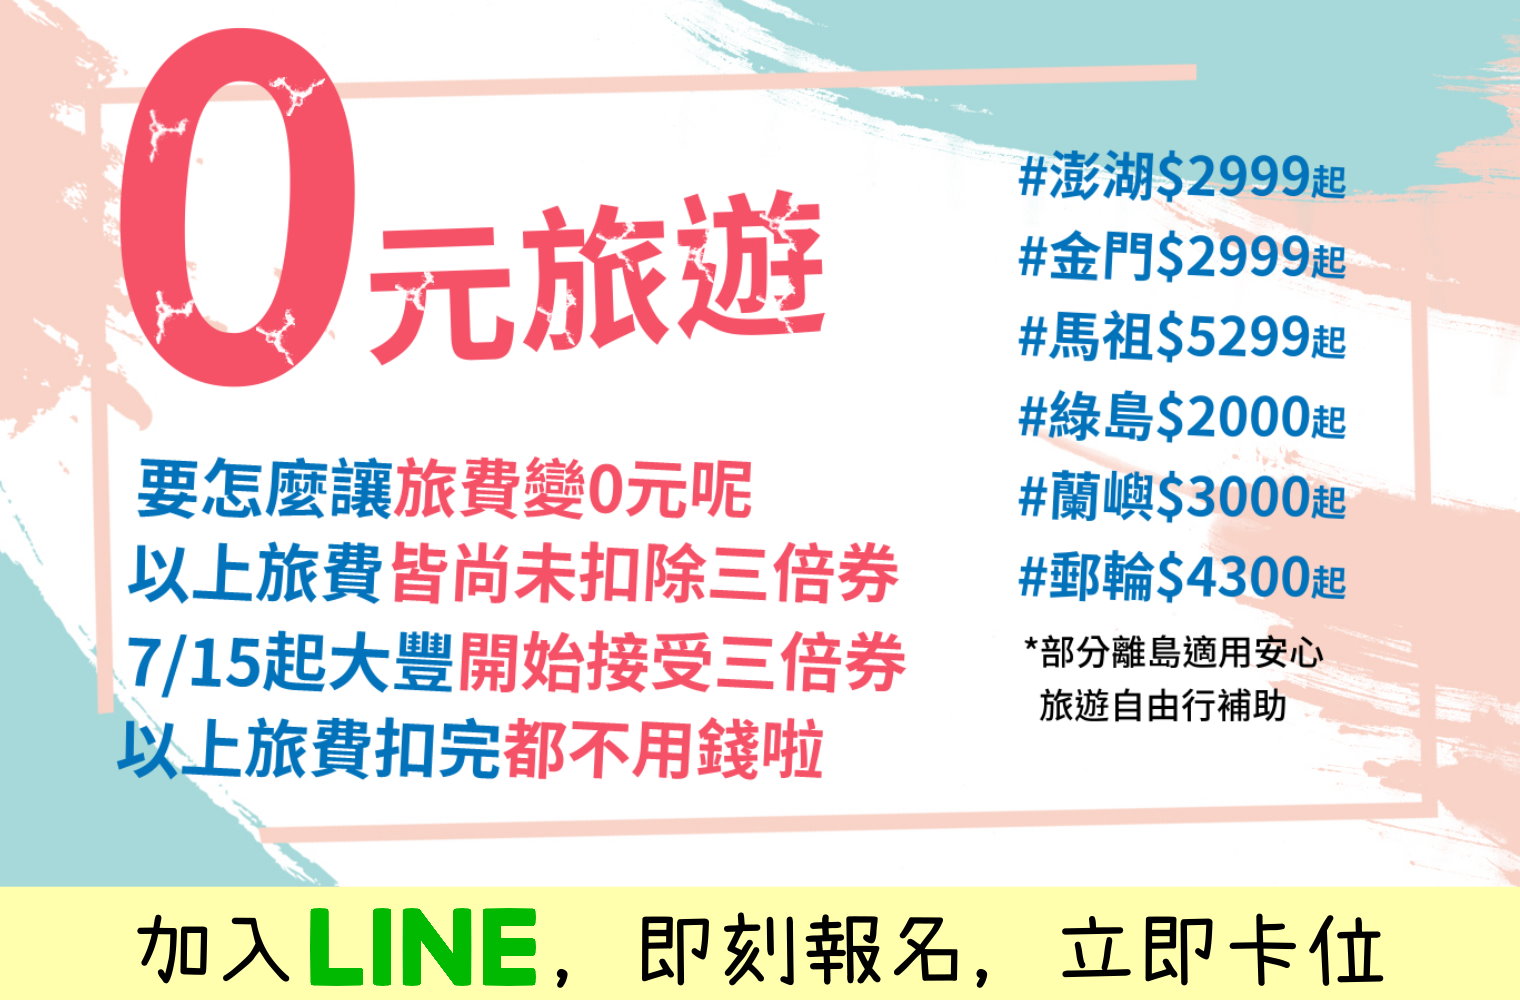 0元旅遊
要怎麼讓旅費變0元呢
以上旅費皆尚未扣除三倍券
7/15起大豐開始接受三倍券
以上旅費扣完都不用錢啦
#澎湖$2999起
#金門$2999起
#馬祖$5299起
#綠島$2000起
#蘭嶼$3000起
#郵輪$4300起
*部分離島適用安心
旅遊自由行補助
加入LINE，即刻報名，立即卡位